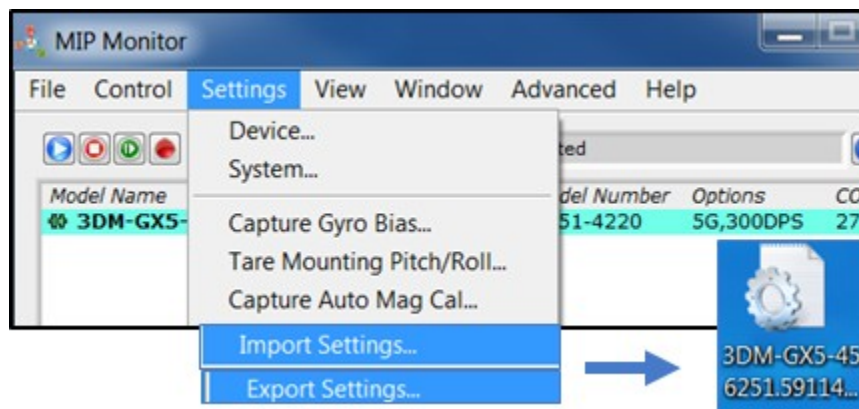 MIP Monitor
File Control Settings View Window Advanced Help
Device...
ted
System...
Model Name del Number Options CO
3DM-GX5- 51-4220 5G,300DPS 27
Capture Gyro Bias...
Tare Mounting Pitch/Roll...
Capture Auto Mag Cal...
Import Settings...
Export Settings...
3DM-GX5-45
6251.59114...